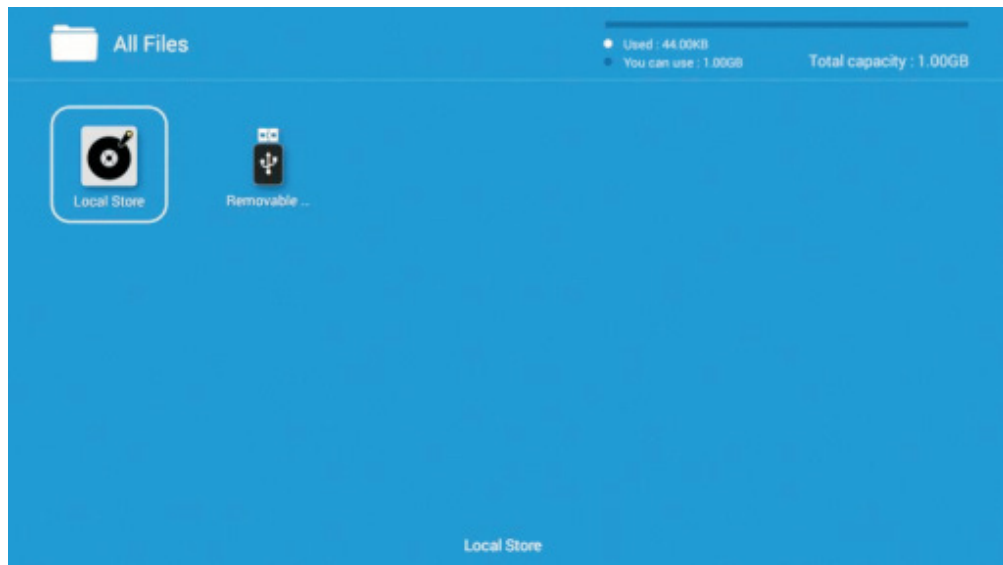 All Files
Used : 44.00KB
You can use : 1.00GB
Total capacity : 1.00GB
Local Store
Removable ...
Local Store